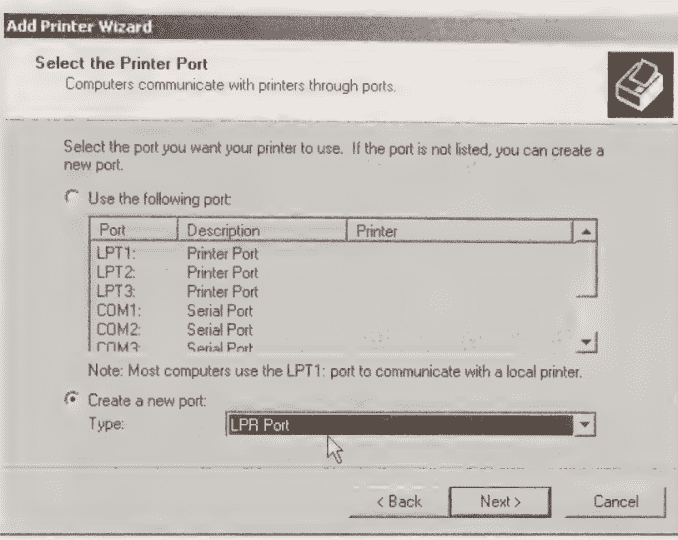 Add Printer Wizard
Select the Printer Port
Computers communicate with printers through ports.
Select the port you want your printer to use. If the port is not listed, you can create a
new port.
Use the following port:
Port Description Printer
LPT1: Printer Port
LPT2: Printer Port
LPT3: Printer Port
COM1: Serial Port
COM2: Serial Port
COM3: Serial Port
Note: Most computers use the LPT1: port to communicate with a local printer.
Create a new port:
Type: LPR Port
< Back Next > Cancel